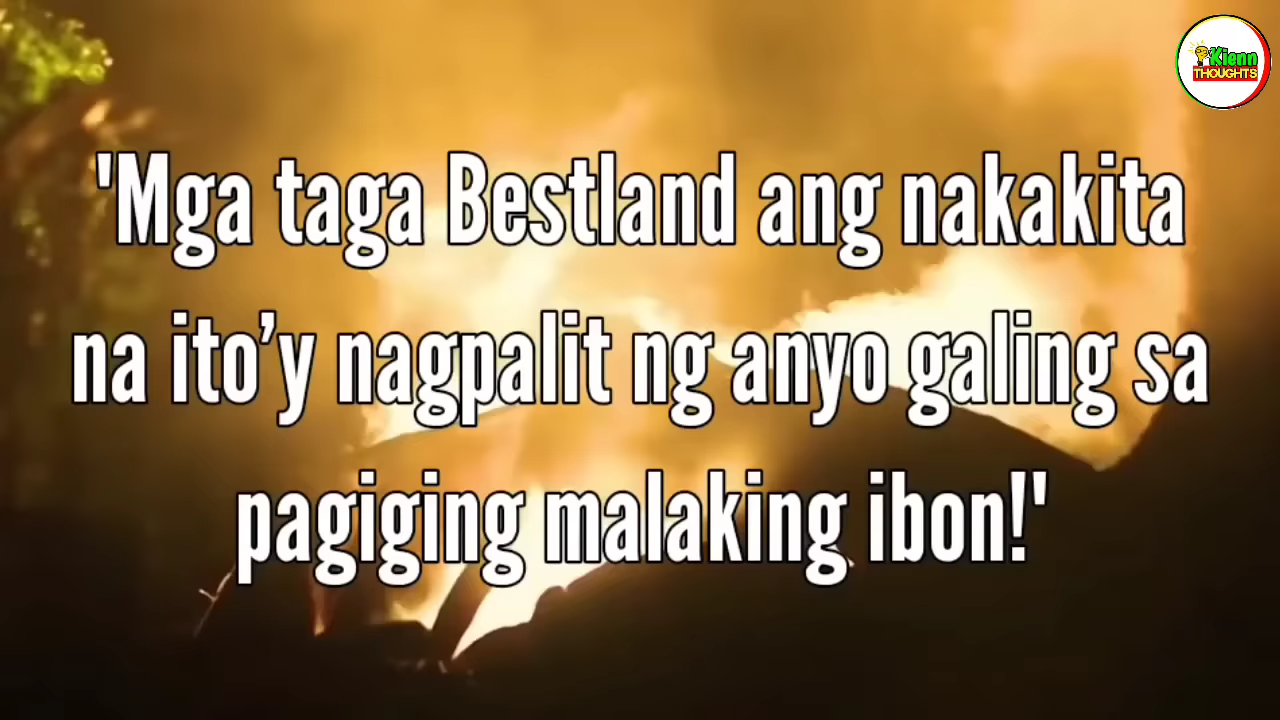 Kienn
THOUGHTS
'Mga taga Bestland ang nakakita
na ito’y nagpalit ng anyo galing sa
pagiging malaking ibon!'